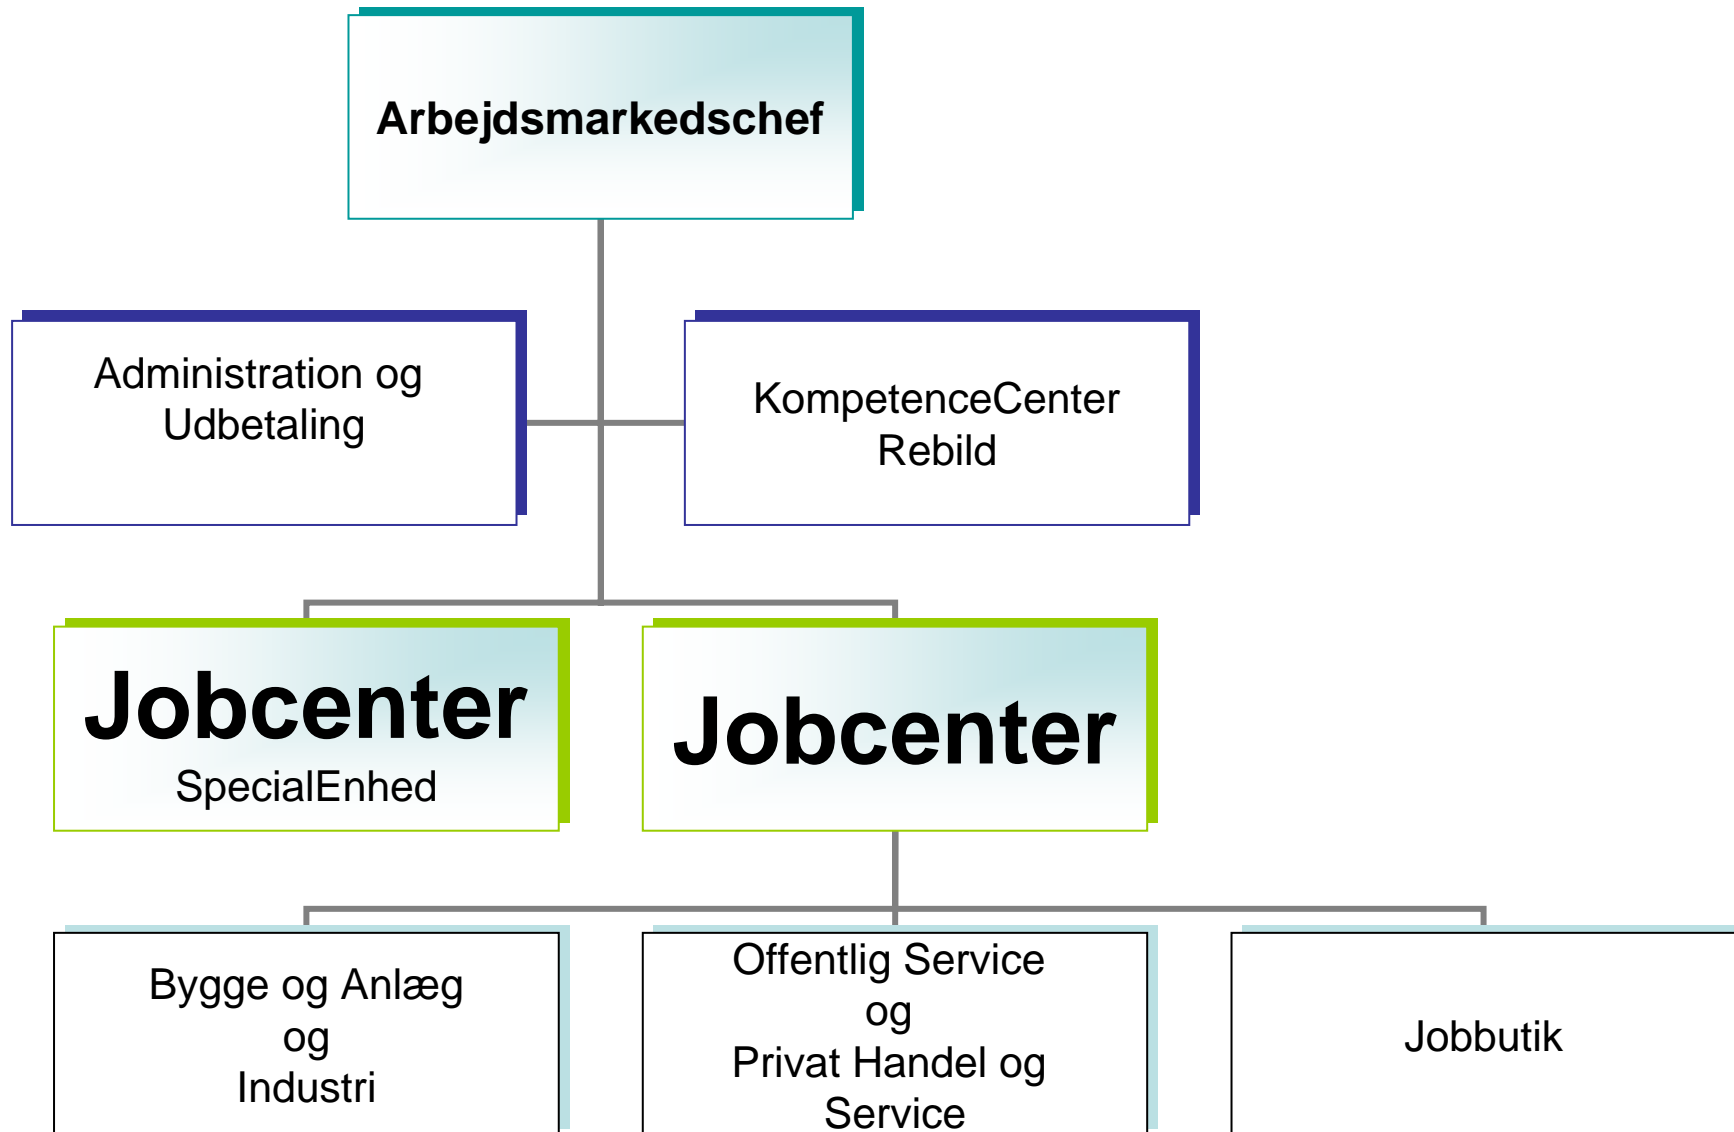 Arbejdsmarkedschef
Administration og
Udbetaling
KompetenceCenter
Rebild
Jobcenter
SpecialEnhed
Jobcenter
Bygge og Anlæg
og
Industri
Offentlig Service
og
Privat Handel og
Service
Jobbutik